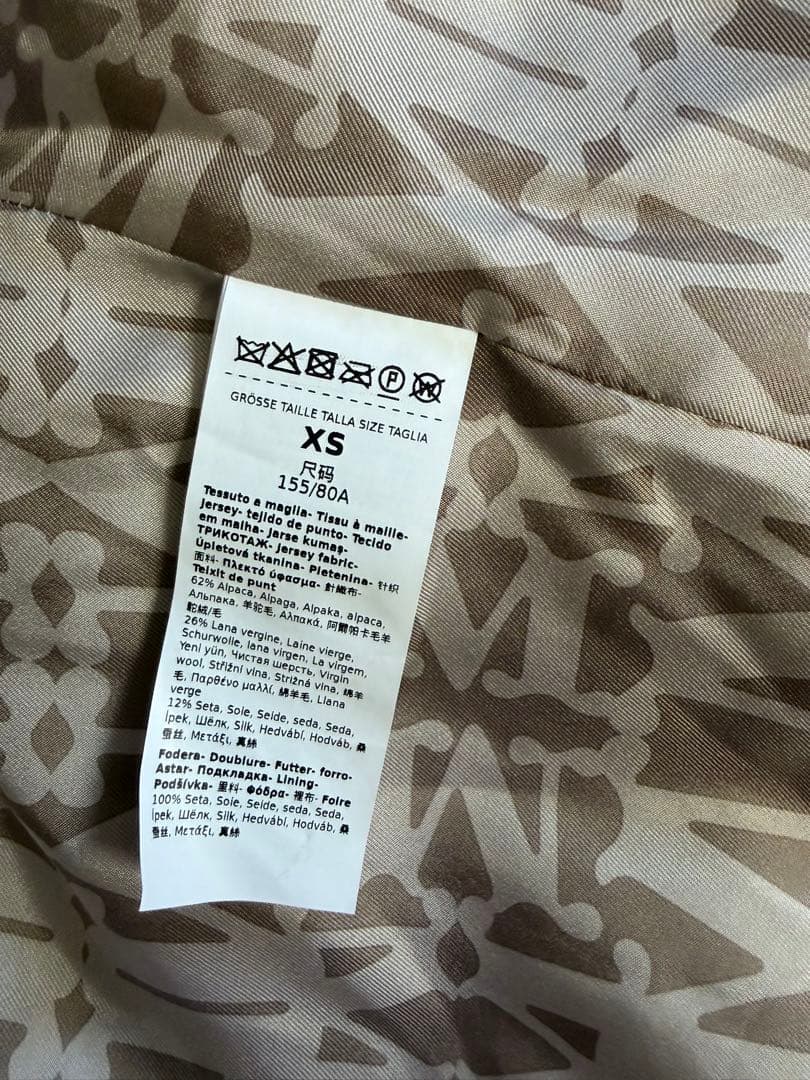 P W
GRÖSSE TAILLE TALLA SIZE TAGLIA
XS
尺码
155/80A
Tessuto a maglia- Tissu à maille-
Jersey- tejido de punto- Tecido
em malha- Jarse kumaş-
ТРИКОТАЖ- Jersey fabric-
Úpletová tkanina- Pletenina- 针织
面料- Πλεκτό ύφασμα- 針織布-
Teixit de punt
62% Alpaca, Alpaga, Alpaka, alpaca,
Альпака, 羊驼毛, Αλπακά, 阿爾帕卡毛羊
駝絨/毛
26% Lana vergine, Laine vierge,
Schurwolle, lana virgen, La virgem,
Yeni yün, Чистая шерсть, Virgin
wool, Střižní vlna, Strižná vlna, 绵羊
毛, Παρθένο μαλλί, 綿羊毛, Llana
verge
12% Seta, Soie, Seide, seda, Seda,
İpek, Шёлк, Silk, Hedvábí, Hodváb, 桑
蚕丝, Μετάξι, 真絲
Fodera- Doublure- Futter- forro-
Astar- Подкладка- Lining-
Podšívka- 里料- Φόδρα- 裡布- Folre
100% Seta, Soie, Seide, seda, Seda,
İpek, Шёлк, Silk, Hedvábí, Hodváb, 桑
蚕丝, Μετάξι, 真絲